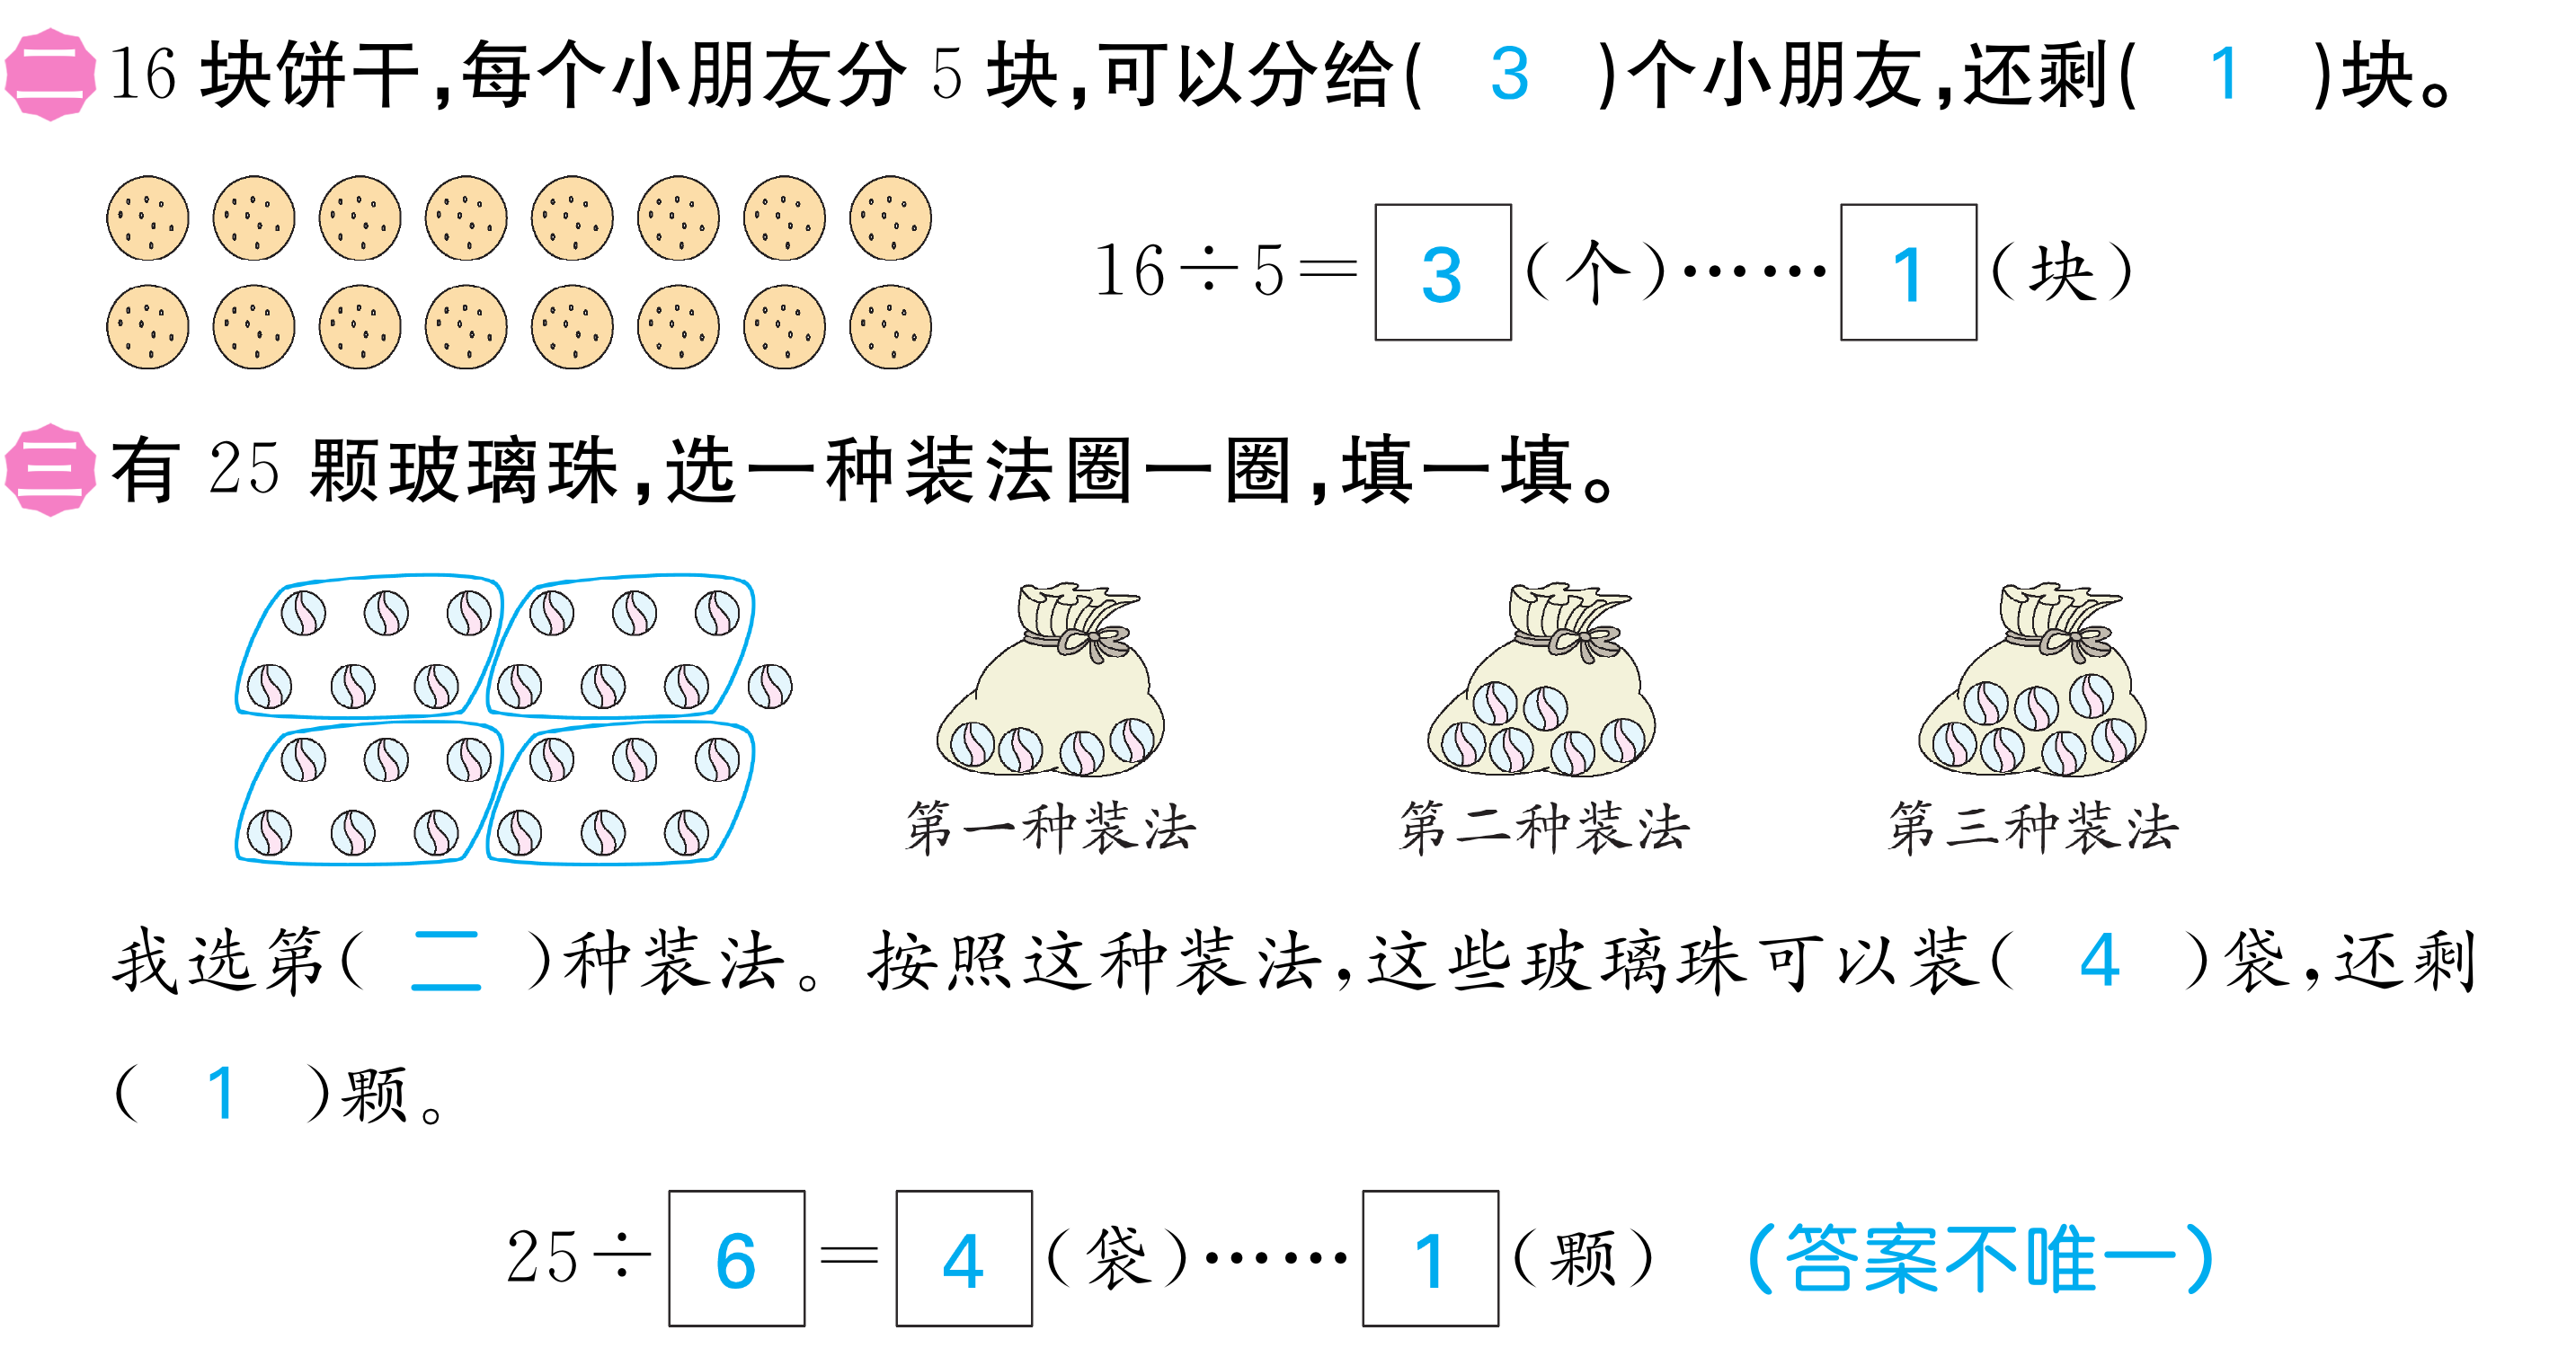 二 16 块饼干,每个小朋友分 5 块,可以分给( 3 )个小朋友,还剩( 1 )块。
16÷5=3(个)……1(块)
三 有 25 颗玻璃珠,选一种装法圈一圈,填一填。
第一种装法 第二种装法 第三种装法
我选第( 二 )种装法。按照这种装法,这些玻璃珠可以装( 4 )袋,还剩
( 1 )颗。
25÷6=4(袋)……1(颗) (答案不唯一)